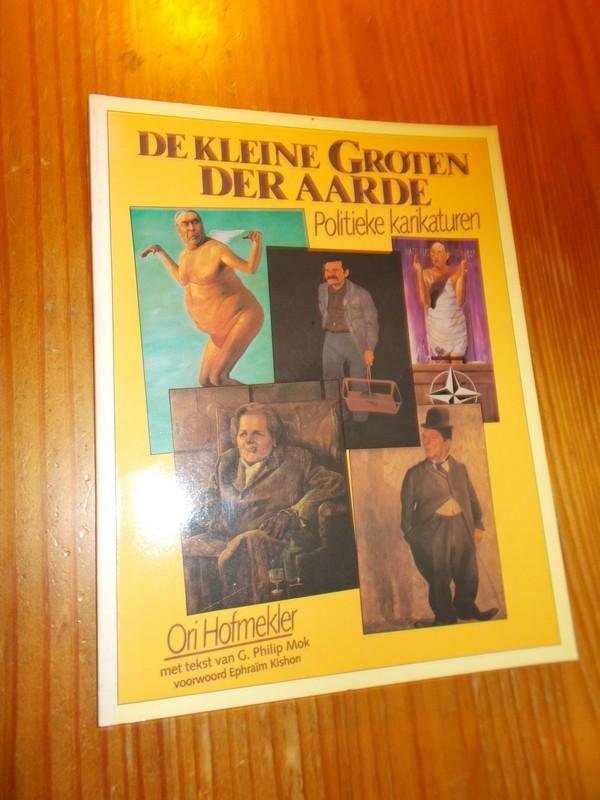 DE KLEINE GROTEN
DER AARDE
Politieke karikaturen
Ori Hofmekler
met tekst van G. Philip Mok
voorwoord Ephraïm Kishon